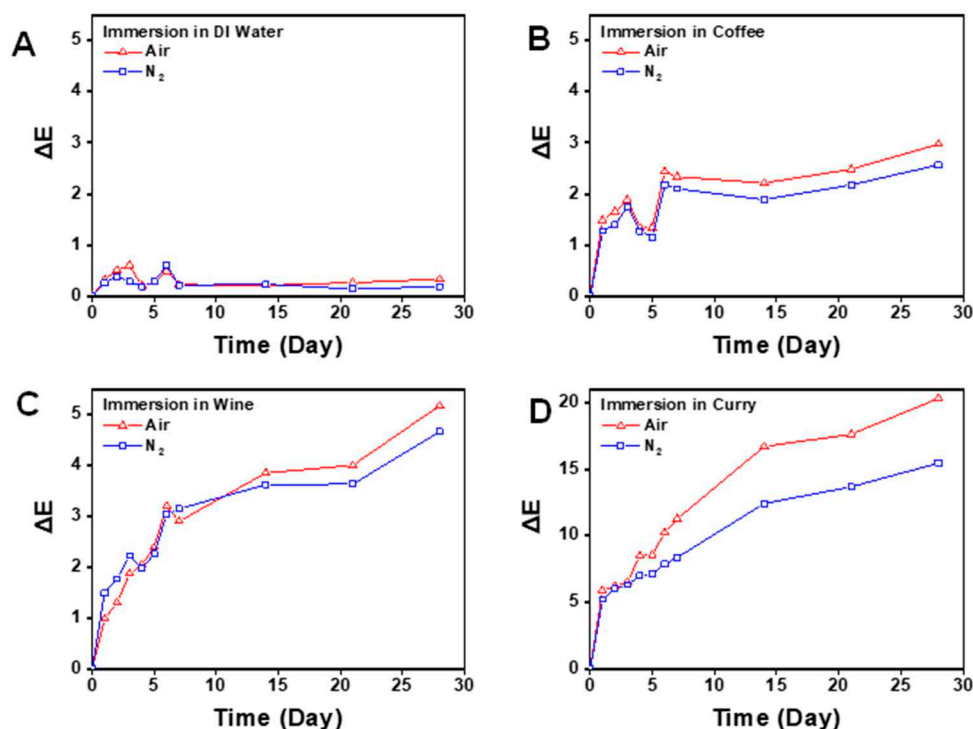 A
Immersion in DI Water
Air
N2
ΔE
5
4
3
2
1
0
0 5 10 15 20 25 30
Time (Day)
B
Immersion in Coffee
Air
N2
ΔE
5
4
3
2
1
0
0 5 10 15 20 25 30
Time (Day)
C
Immersion in Wine
Air
N2
ΔE
5
4
3
2
1
0
0 5 10 15 20 25 30
Time (Day)
D
Immersion in Curry
Air
N2
ΔE
20
15
10
5
0
0 5 10 15 20 25 30
Time (Day)